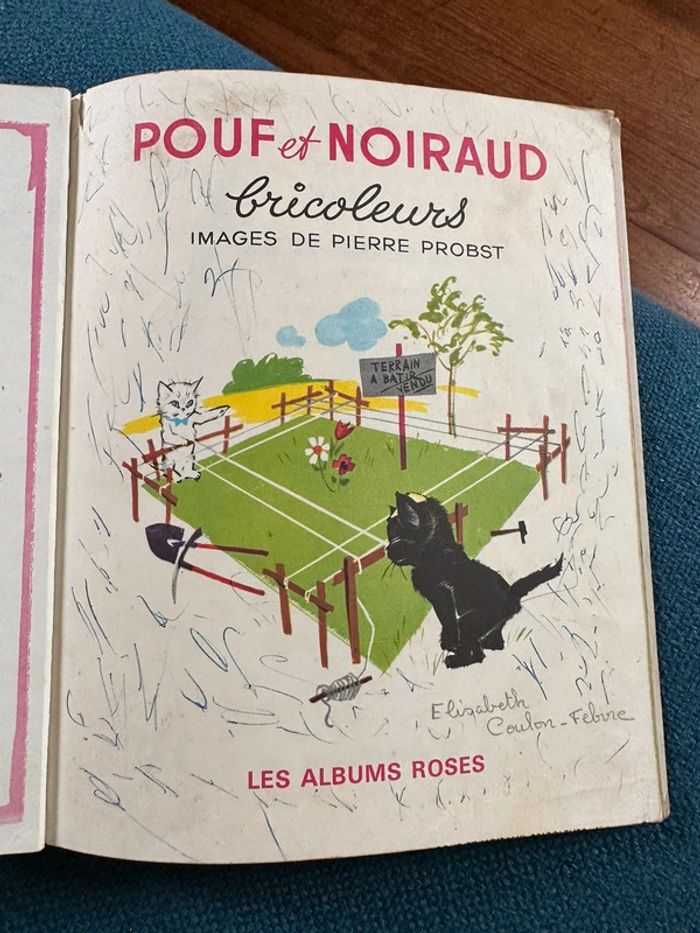 POUF et NOIRAUD
bricoleurs
IMAGES DE PIERRE PROBST
TERRAIN
A BATIR
VENDU
Elizabeth
Coulon-Febvre
LES ALBUMS ROSES